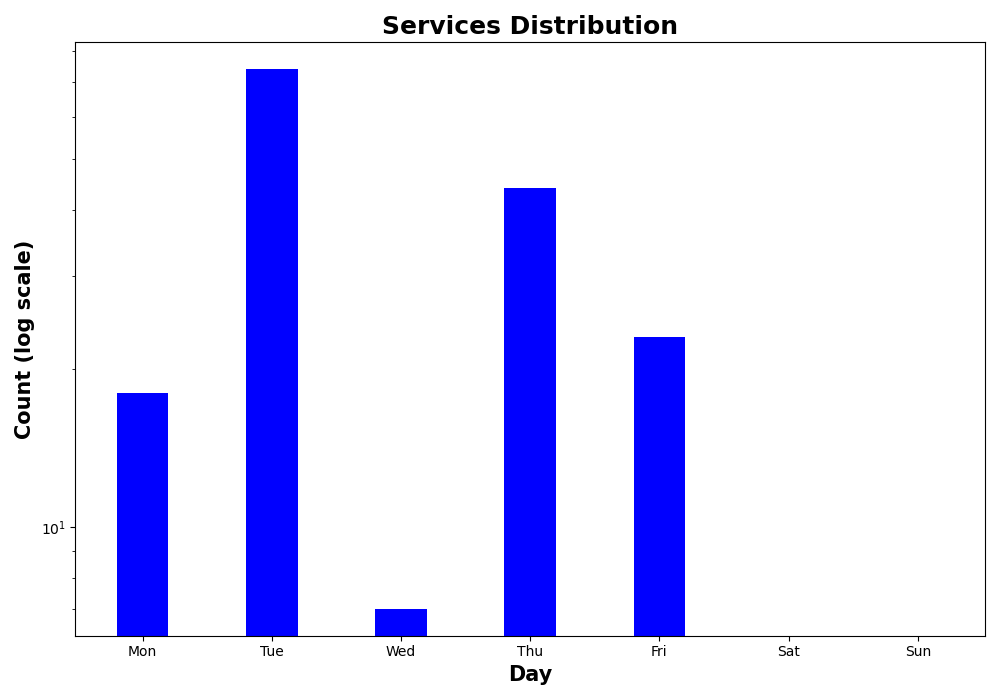 Services Distribution
Count (log scale)
10¹
Mon Tue Wed Thu Fri Sat Sun
Day